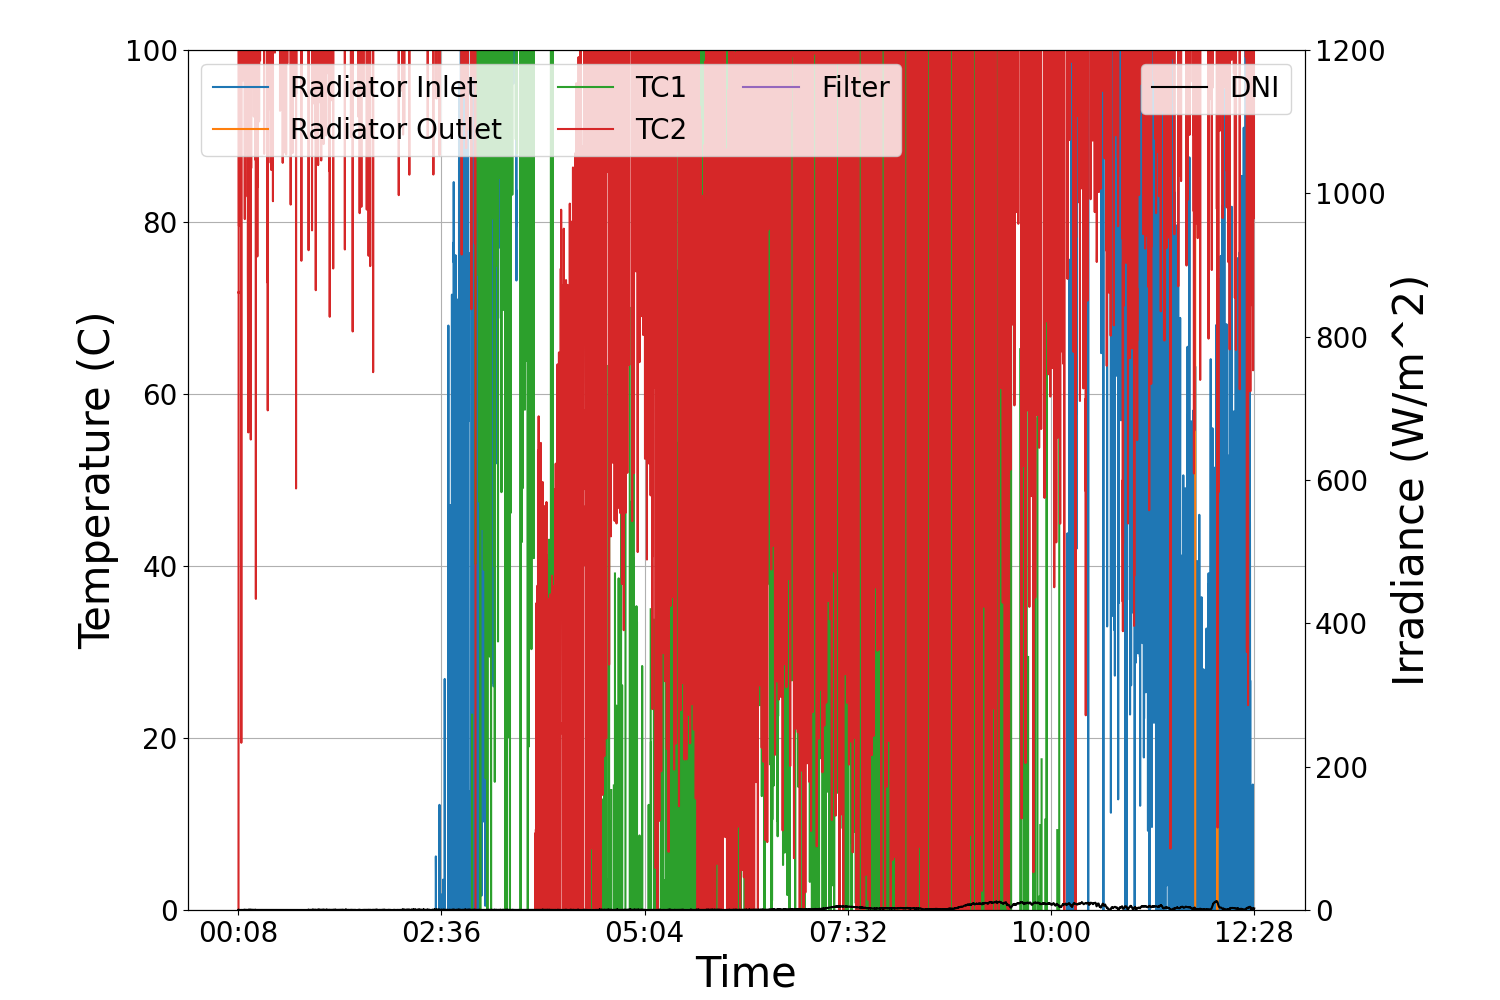 100
80
60
40
20
0
Temperature (C)
Radiator Inlet
Radiator Outlet
TC1
TC2
Filter
DNI
1200
1000
800
600
400
200
0
Irradiance (W/m^2)
00:08
02:36
05:04
07:32
10:00
12:28
Time